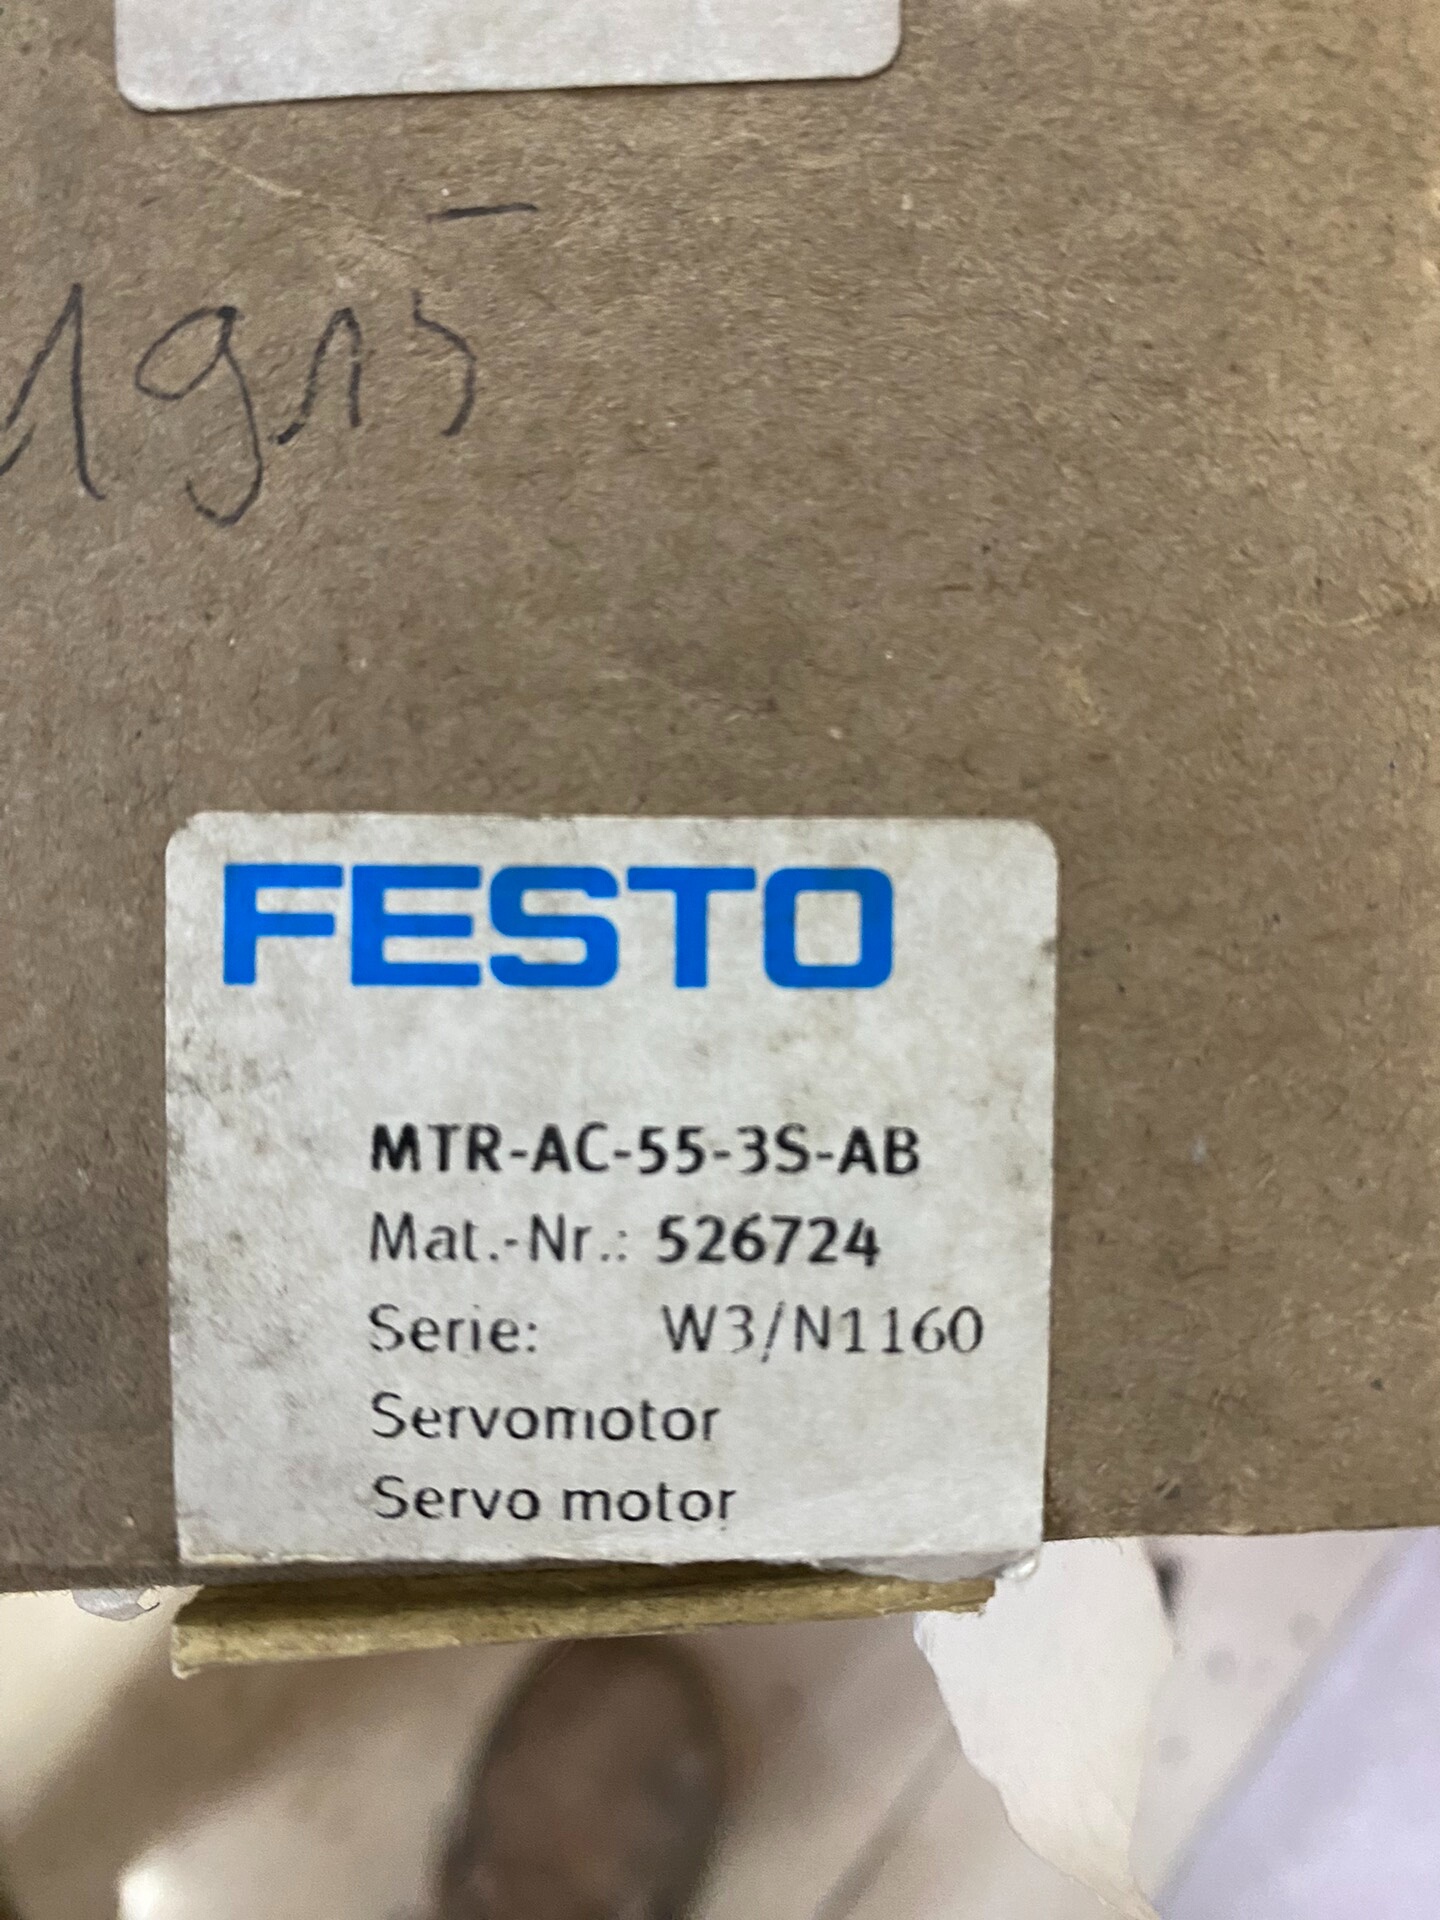 1915
FESTO
MTR-AC-55-3S-AB
Mat.-Nr.: 526724
Serie: W3/N1160
Servomotor
Servo motor